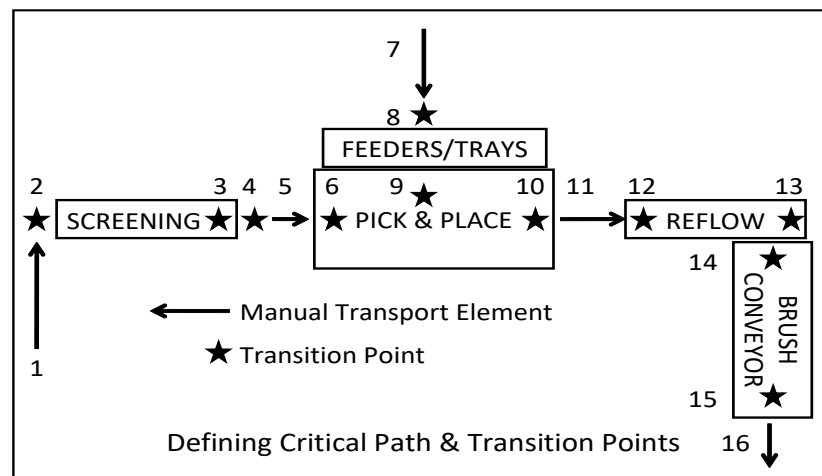 7
8
FEEDERS/TRAYS
2
3
4
5
6
9
10
11
12
13
SCREENING
PICK & PLACE
REFLOW
14
BRUSH
CONVEYOR
Manual Transport Element
Transition Point
1
15
Defining Critical Path & Transition Points
16